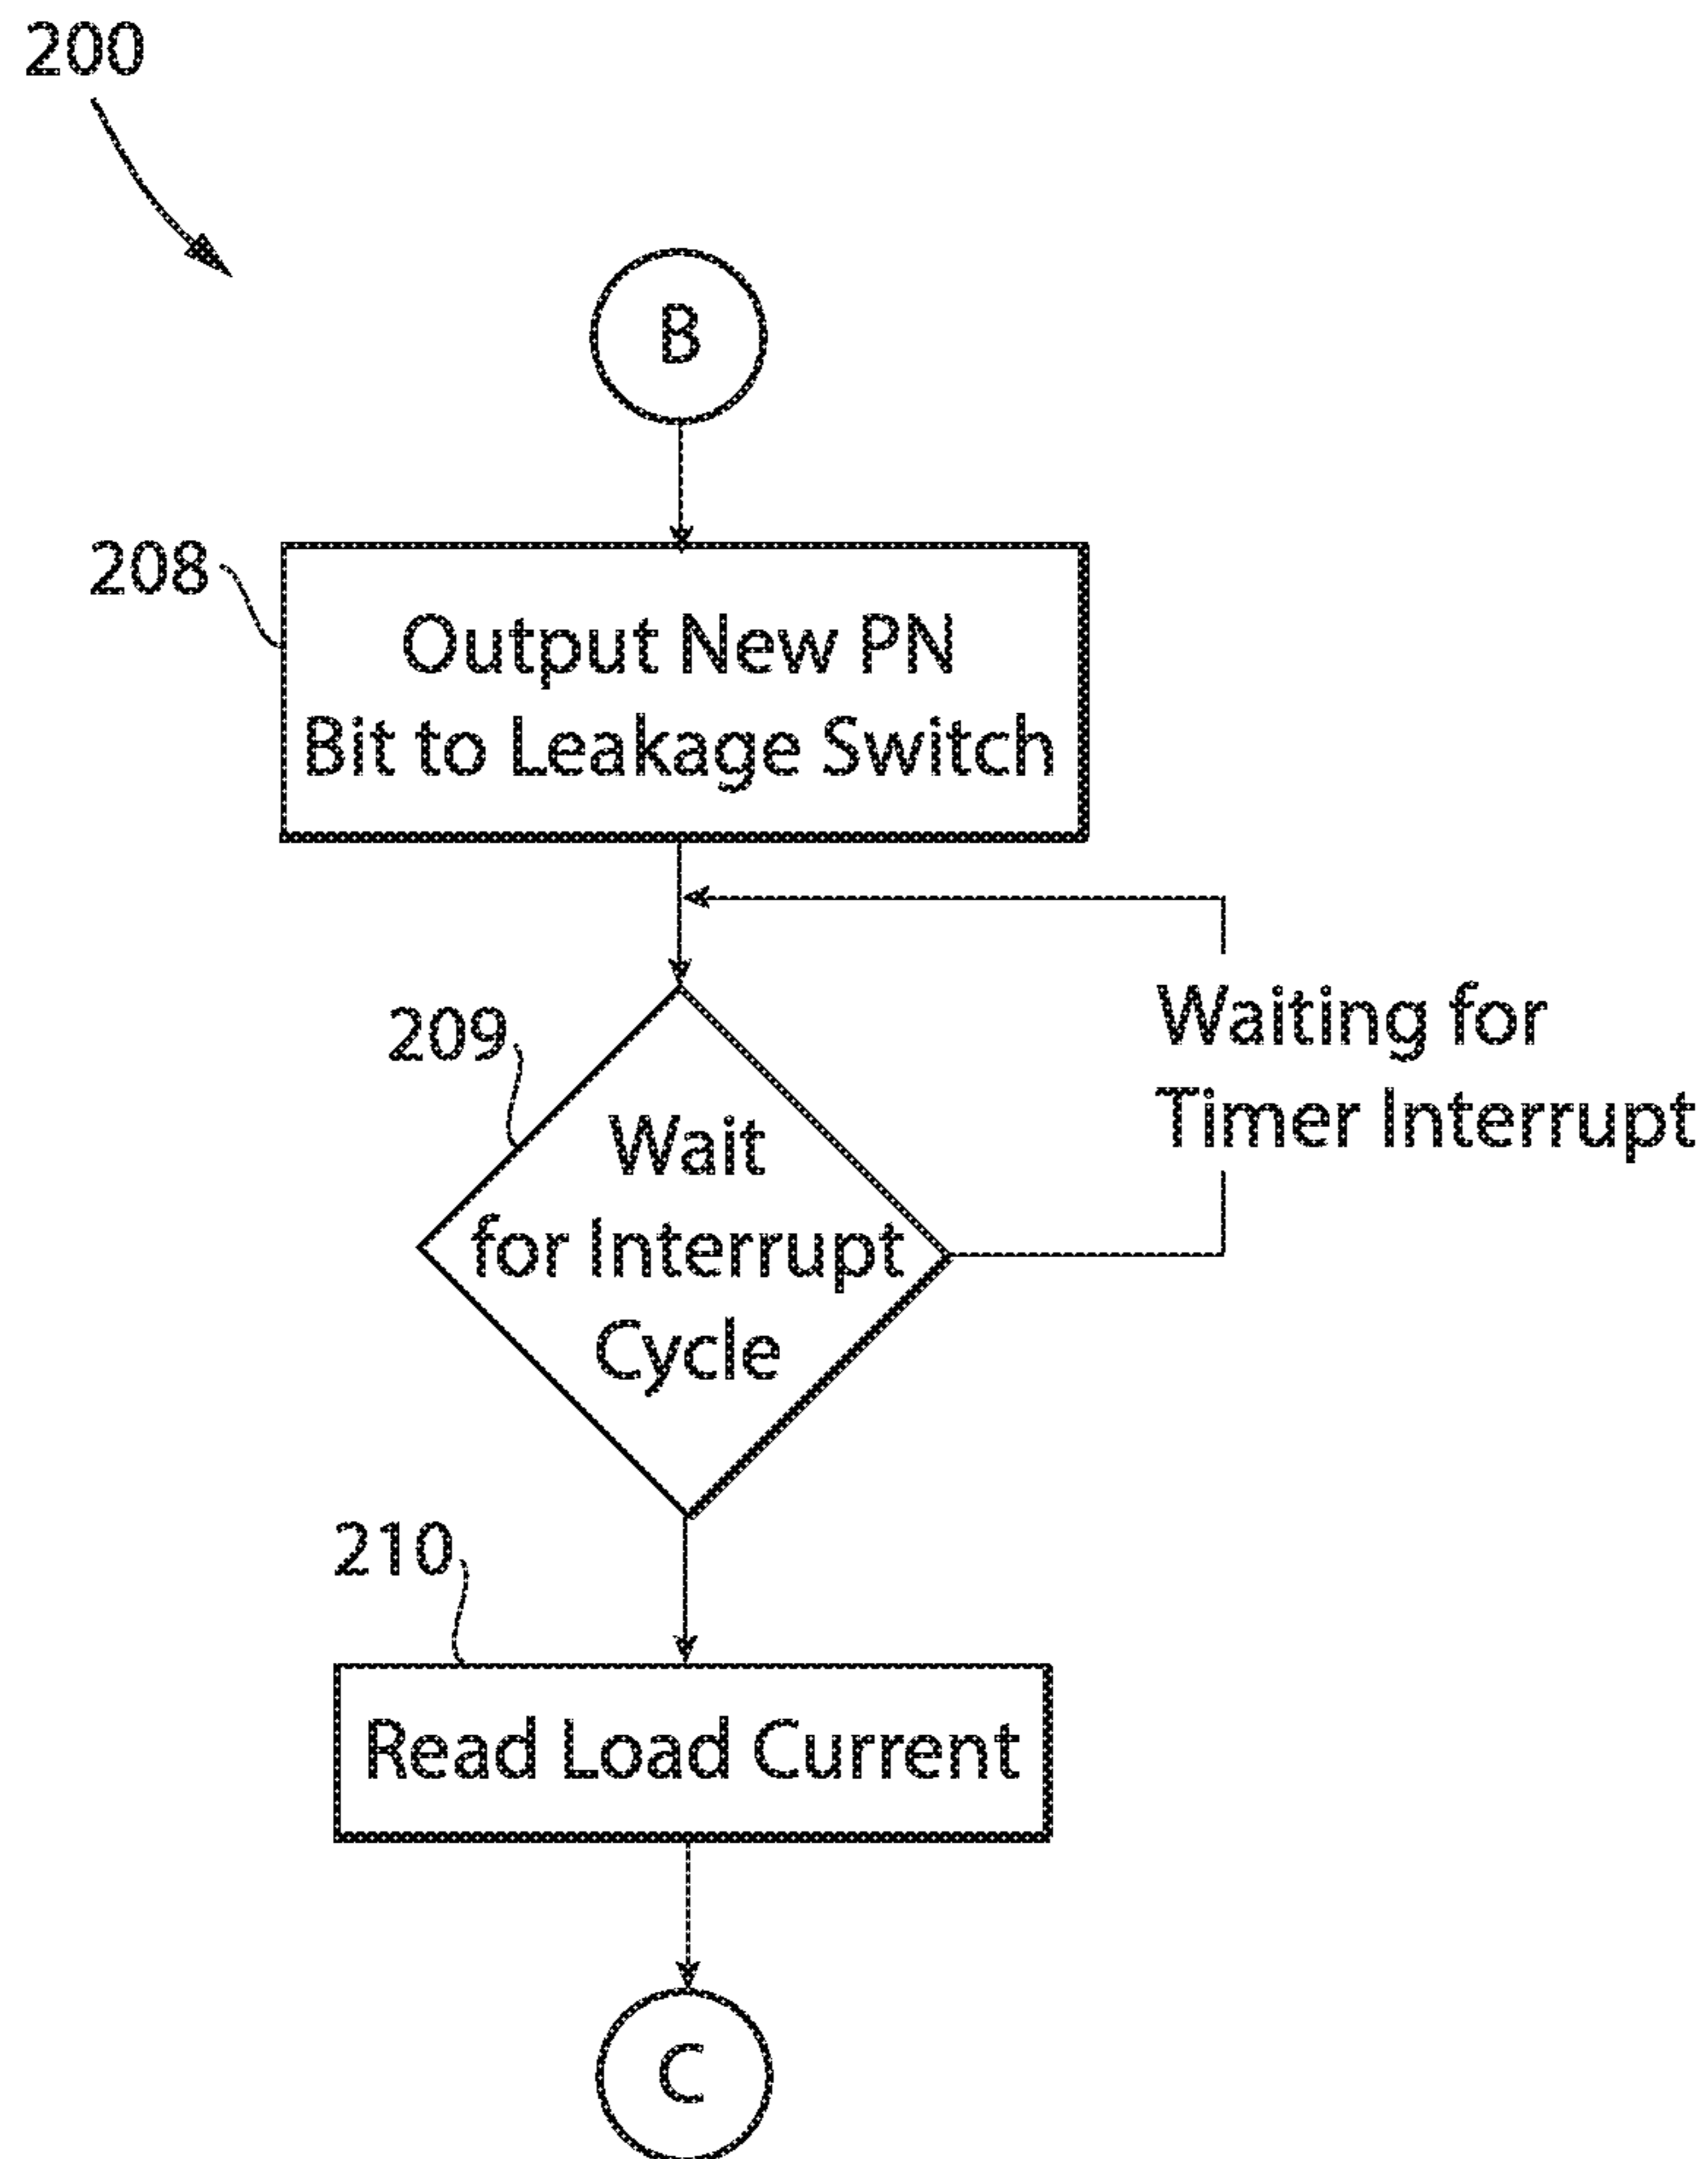 200
B
208
Output New PN
Bit to Leakage Switch
209
Wait
for Interrupt
Cycle
Waiting for
Timer Interrupt
210
Read Load Current
C